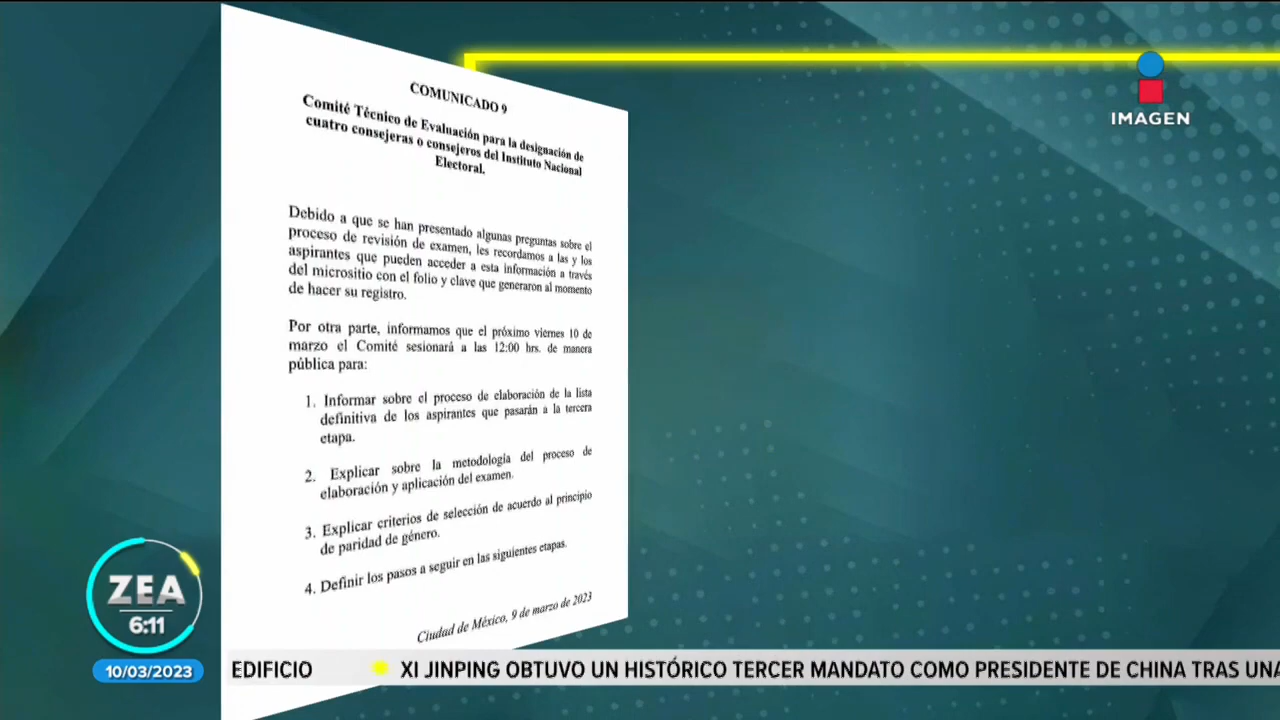 COMUNICADO 9
Comité Técnico de Evaluación para la designación de
cuatro consejeras o consejeros del Instituto Nacional
Electoral.
Debido a que se han presentado algunas preguntas sobre el
proceso de revisión de examen, les recordamos a las y los
aspirantes que pueden acceder a esta información a través
del micrositio con el folio y clave que generaron al momento
de hacer su registro.
Por otra parte, informamos que el próximo viernes 10 de
marzo el Comité sesionará a las 12:00 hrs. de manera
pública para:
1. Informar sobre el proceso de elaboración de la lista
definitiva de los aspirantes que pasarán a la tercera
etapa.
2. Explicar sobre la metodología del proceso de
elaboración y aplicación del examen.
3. Explicar criterios de selección de acuerdo al principio
de paridad de género.
4. Definir los pasos a seguir en las siguientes etapas.
Ciudad de México, 9 de marzo de 2023
IMAGEN
ZEA
6:11
10/03/2023
EDIFICIO XI JINPING OBTUVO UN HISTÓRICO TERCER MANDATO COMO PRESIDENTE DE CHINA TRAS UNA